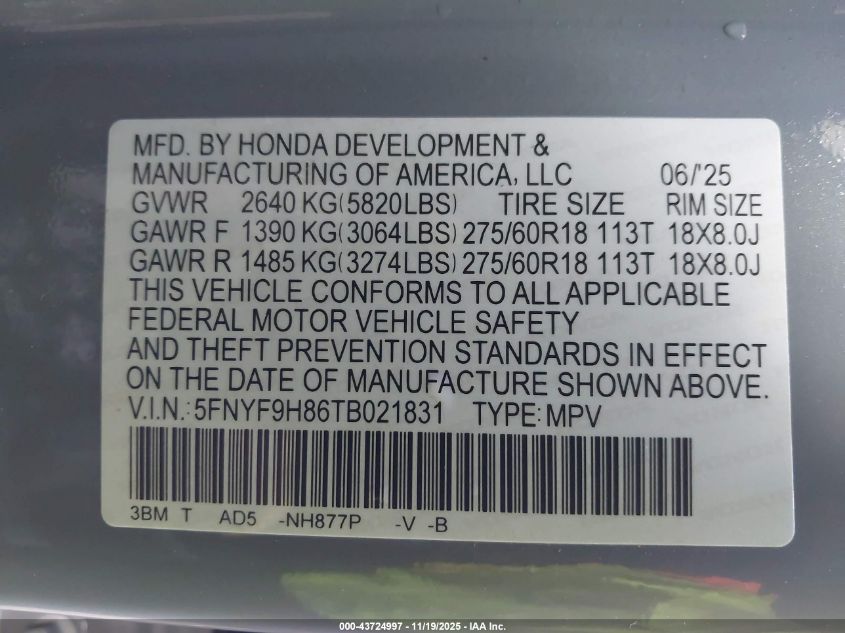 MFD. BY HONDA DEVELOPMENT &
MANUFACTURING OF AMERICA, LLC 06/'25
GVWR 2640 KG(5820LBS) TIRE SIZE RIM SIZE
GAWR F 1390 KG(3064LBS) 275/60R18 113T 18X8.0J
GAWR R 1485 KG(3274LBS) 275/60R18 113T 18X8.0J
THIS VEHICLE CONFORMS TO ALL APPLICABLE
FEDERAL MOTOR VEHICLE SAFETY
AND THEFT PREVENTION STANDARDS IN EFFECT
ON THE DATE OF MANUFACTURE SHOWN ABOVE.
V.I.N.: 5FNYF9H86TB021831 TYPE: MPV
3BM T AD5 -NH877P -V -B
000-43724997 - 11/19/2025 - IAA Inc.